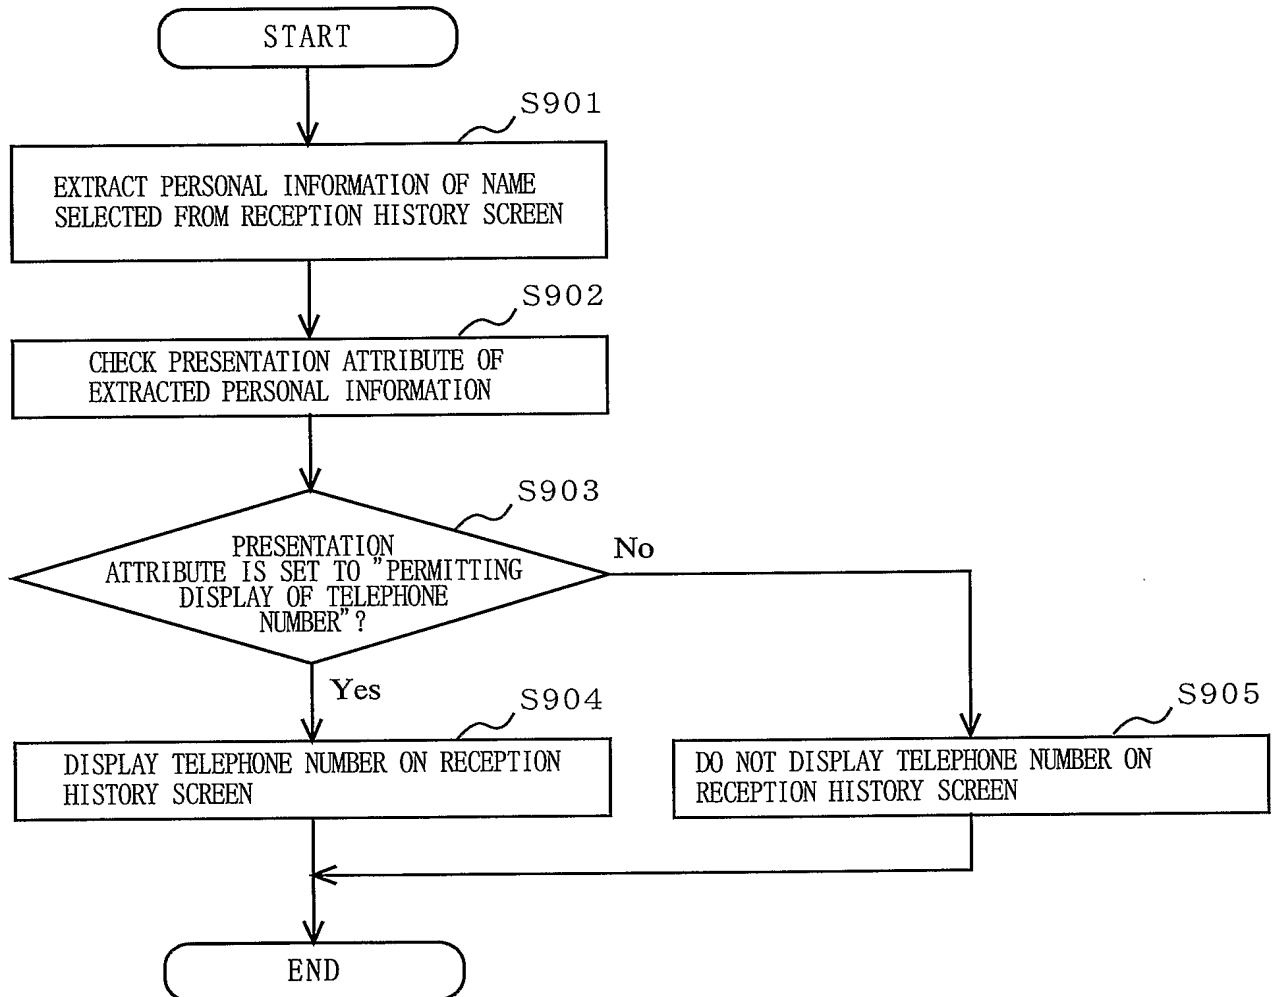 START
S901
EXTRACT PERSONAL INFORMATION OF NAME
SELECTED FROM RECEPTION HISTORY SCREEN
S902
CHECK PRESENTATION ATTRIBUTE OF
EXTRACTED PERSONAL INFORMATION
S903
PRESENTATION
ATTRIBUTE IS SET TO "PERMITTING
DISPLAY OF TELEPHONE
NUMBER"?
No
Yes
S904
DISPLAY TELEPHONE NUMBER ON RECEPTION
HISTORY SCREEN
S905
DO NOT DISPLAY TELEPHONE NUMBER ON
RECEPTION HISTORY SCREEN
END